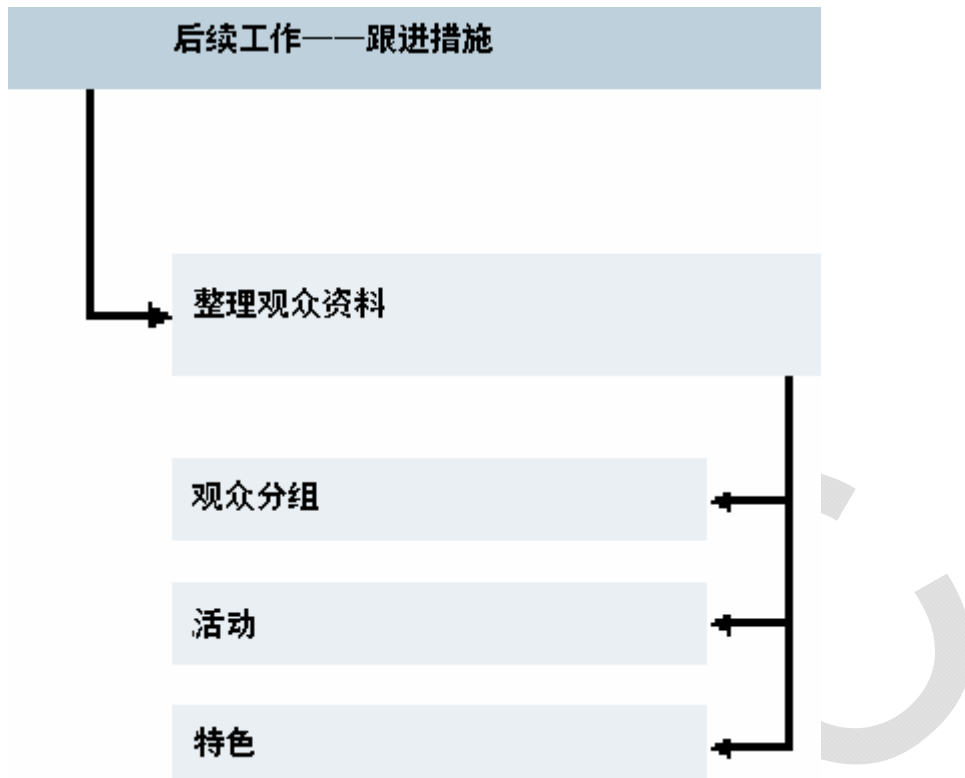 后续工作——跟进措施
整理观众资料
观众分组
活动
特色